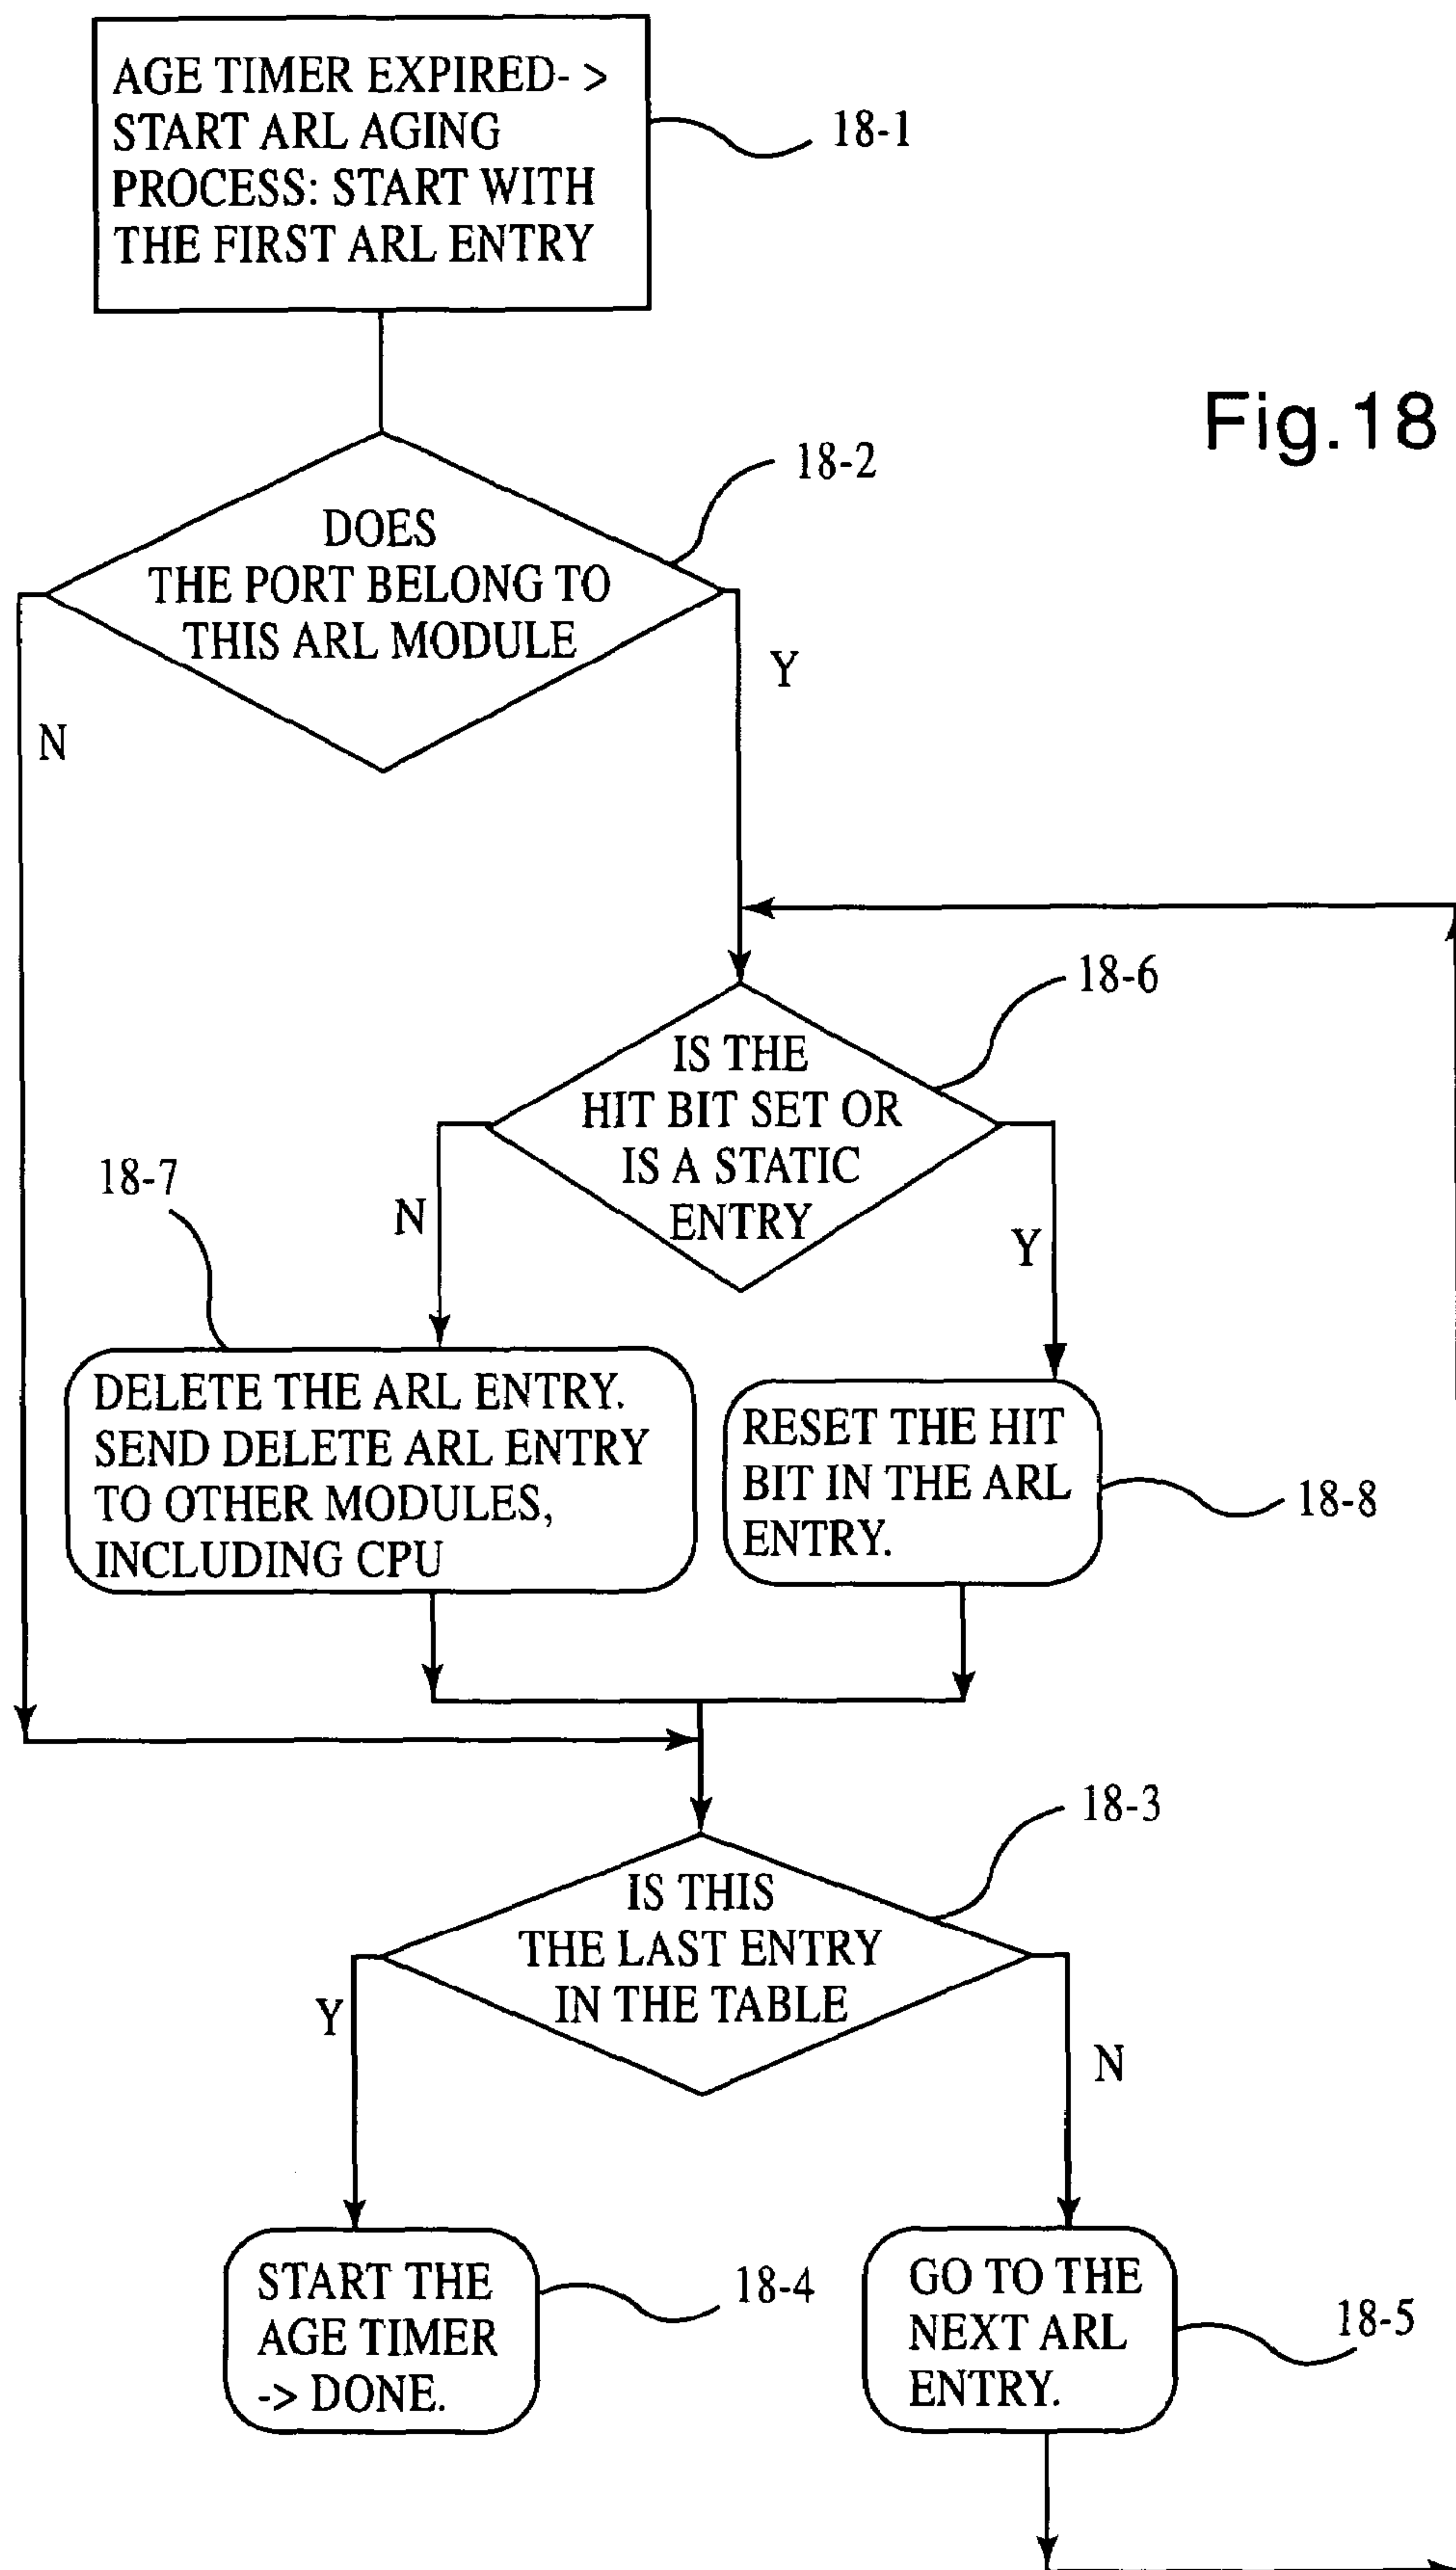 AGE TIMER EXPIRED- >
START ARL AGING
PROCESS: START WITH
THE FIRST ARL ENTRY
18-1
Fig.18
18-2
DOES
THE PORT BELONG TO
THIS ARL MODULE
Y
N
18-6
IS THE
HIT BIT SET OR
IS A STATIC
ENTRY
18-7
N
Y
DELETE THE ARL ENTRY.
SEND DELETE ARL ENTRY
TO OTHER MODULES,
INCLUDING CPU
RESET THE HIT
BIT IN THE ARL
ENTRY.
18-8
18-3
IS THIS
THE LAST ENTRY
IN THE TABLE
Y
N
START THE
AGE TIMER
-> DONE.
18-4
GO TO THE
NEXT ARL
ENTRY.
18-5